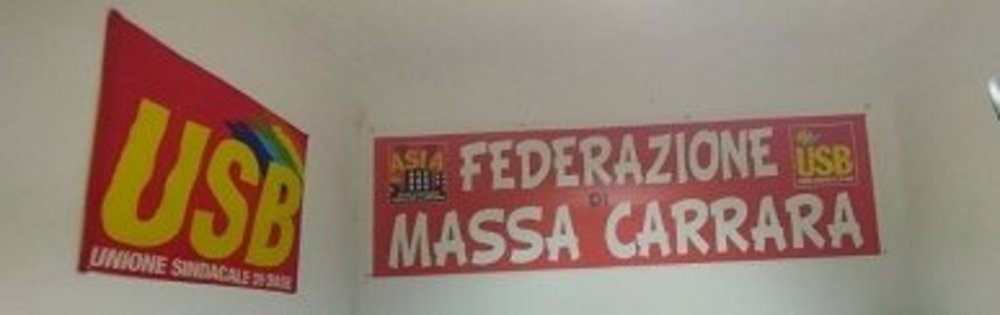 USB
UNIONE SINDACALE DI BASE
ASIA
FEDERAZIONE
USB
DI
MASSA CARRARA